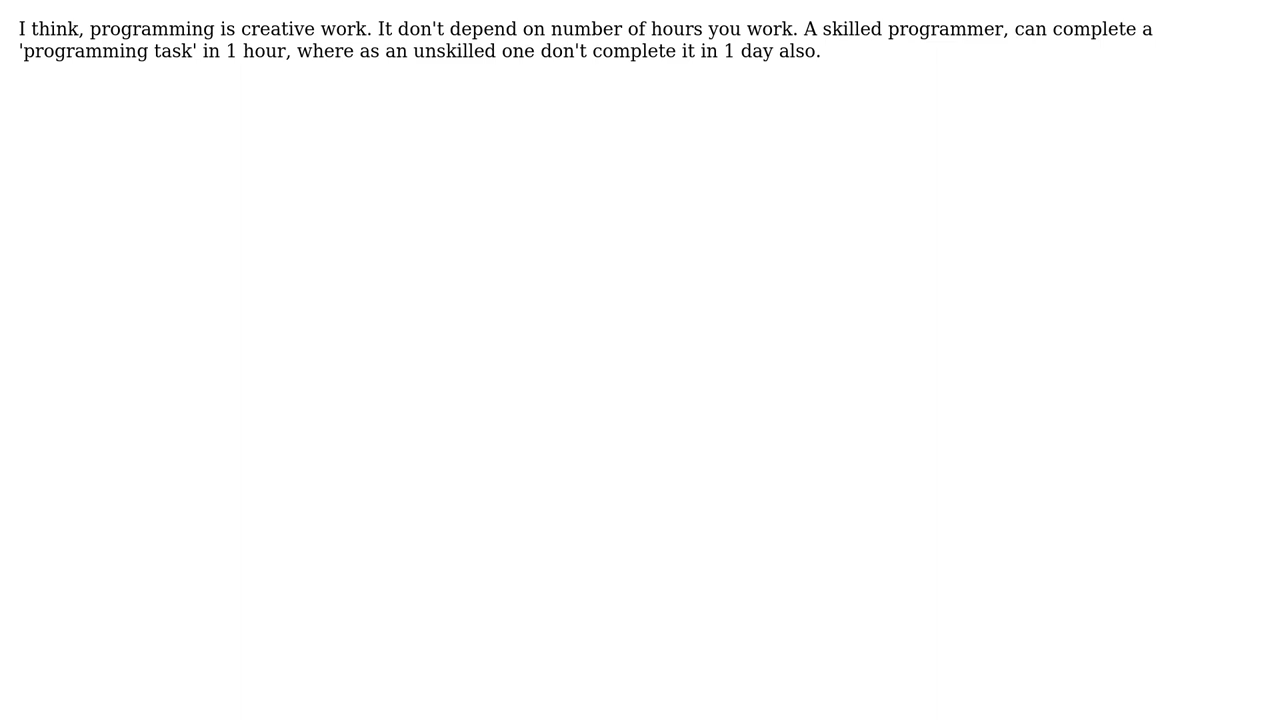 I think, programming is creative work. It don't depend on number of hours you work. A skilled programmer, can complete a
'programming task' in 1 hour, where as an unskilled one don't complete it in 1 day also.